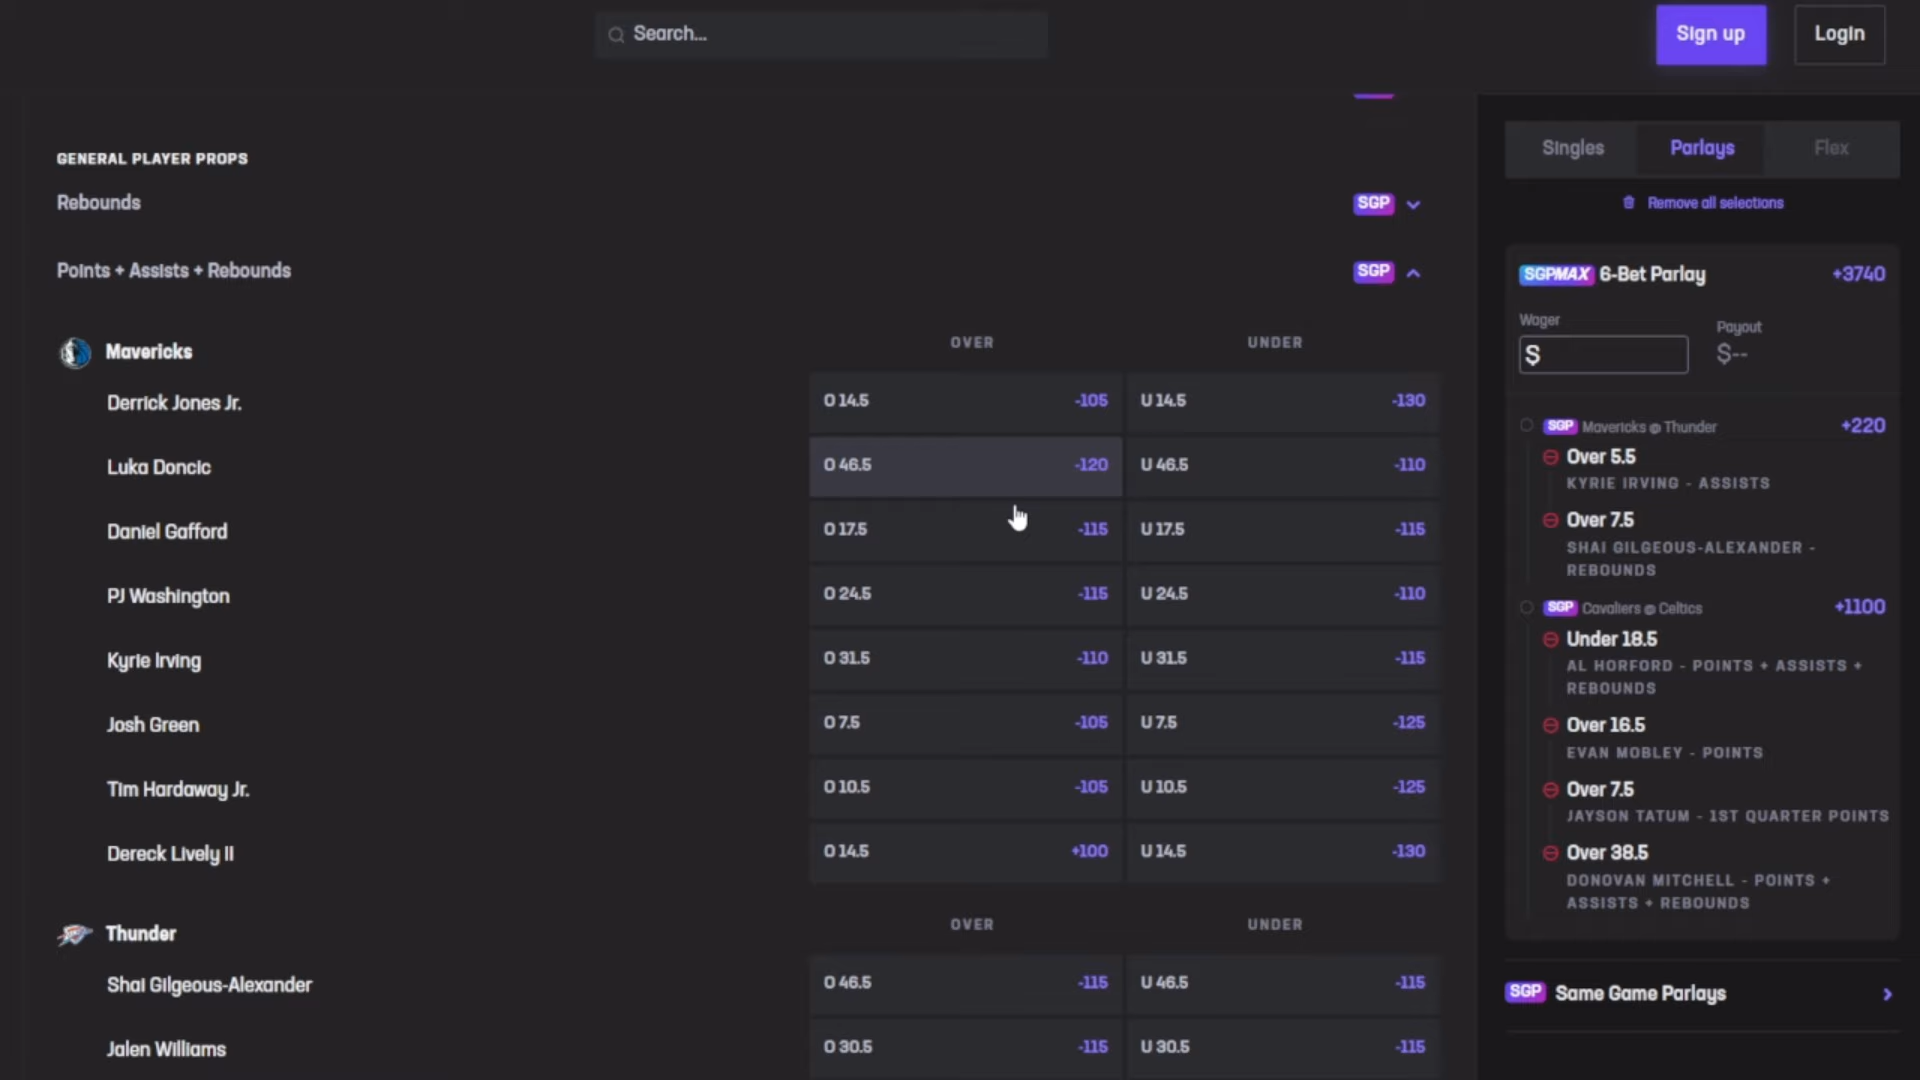 Search...
Sign up
Login
GENERAL PLAYER PROPS
Rebounds
SGP
Points + Assists + Rebounds
SGP
Mavericks
OVER
UNDER
Derrick Jones Jr.
O 14.5
-105
U 14.5
-130
Luka Doncic
O 46.5
-120
U 46.5
-110
Daniel Gafford
O 17.5
-115
U 17.5
-115
PJ Washington
O 24.5
-115
U 24.5
-110
Kyrie Irving
O 31.5
-110
U 31.5
-115
Josh Green
O 7.5
-105
U 7.5
-125
Tim Hardaway Jr.
O 10.5
-105
U 10.5
-125
Dereck Lively II
O 14.5
+100
U 14.5
-130
Thunder
OVER
UNDER
Shai Gilgeous-Alexander
O 46.5
-115
U 46.5
-115
Jalen Williams
O 30.5
-115
U 30.5
-115
Singles
Parlays
Flex
Remove all selections
SGPMAX 6-Bet Parlay
+3740
Wager
Payout
$
$--
SGP Mavericks @ Thunder
+220
Over 5.5
KYRIE IRVING - ASSISTS
Over 7.5
SHAI GILGEOUS-ALEXANDER -
REBOUNDS
SGP Cavaliers @ Celtics
+1100
Under 18.5
AL HORFORD - POINTS + ASSISTS +
REBOUNDS
Over 16.5
EVAN MOBLEY - POINTS
Over 7.5
JAYSON TATUM - 1ST QUARTER POINTS
Over 38.5
DONOVAN MITCHELL - POINTS +
ASSISTS + REBOUNDS
SGP Same Game Parlays